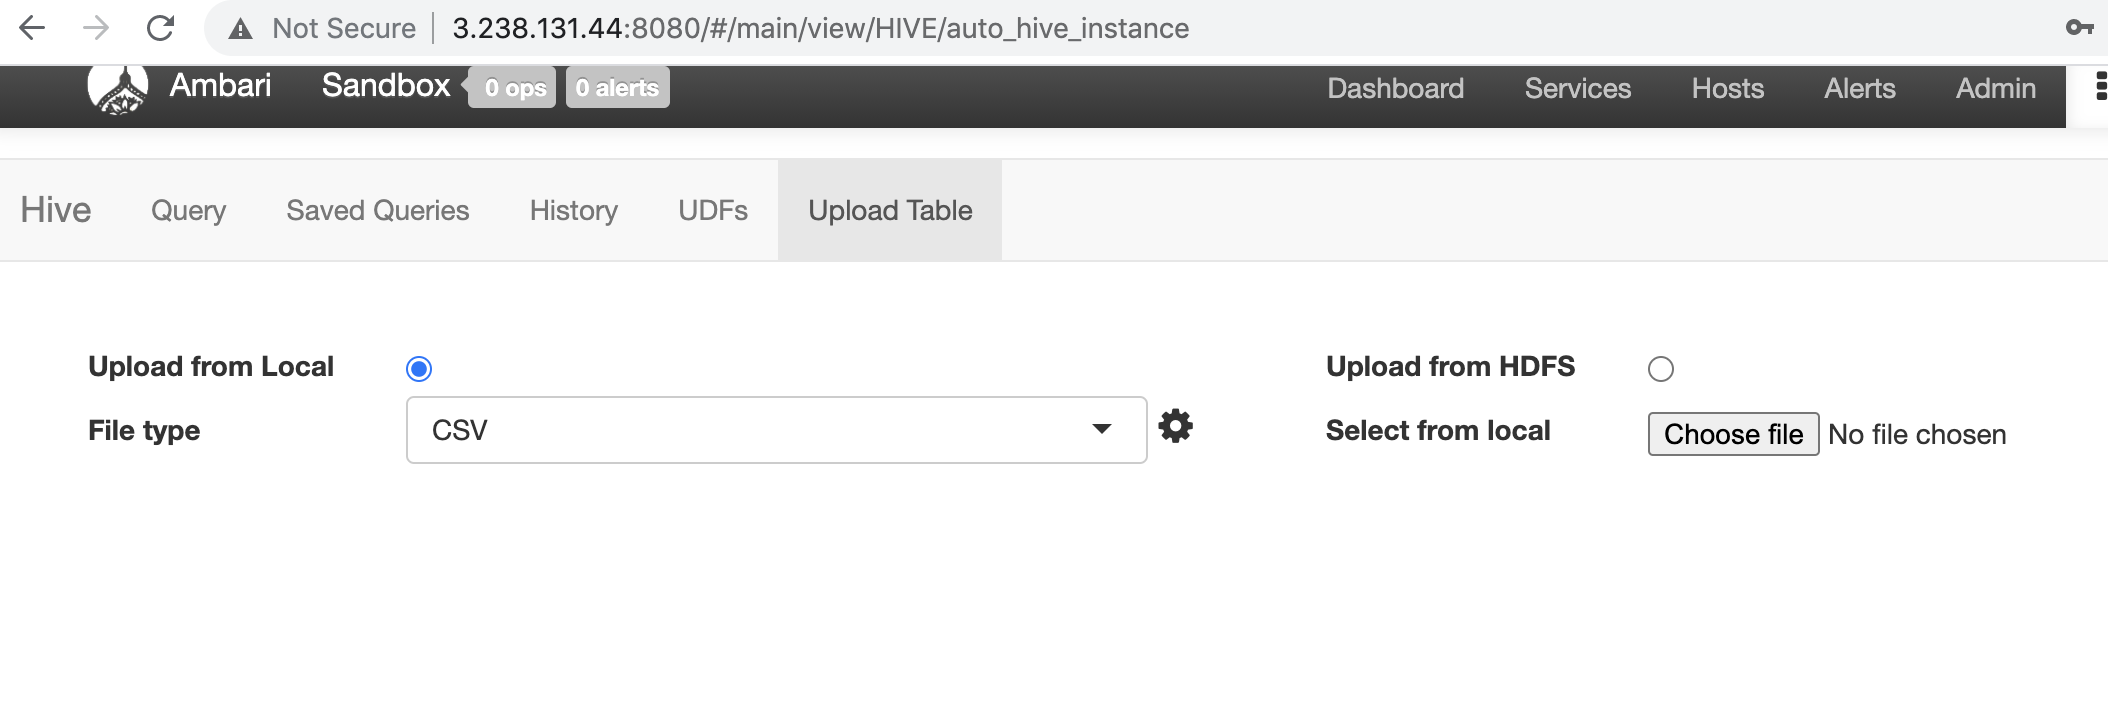 Not Secure 3.238.131.44:8080/#/main/view/HIVE/auto_hive_instance
Ambari Sandbox 0 ops 0 alerts Dashboard Services Hosts Alerts Admin
Hive Query Saved Queries History UDFs Upload Table
Upload from Local Upload from HDFS
File type CSV Select from local Choose file No file chosen